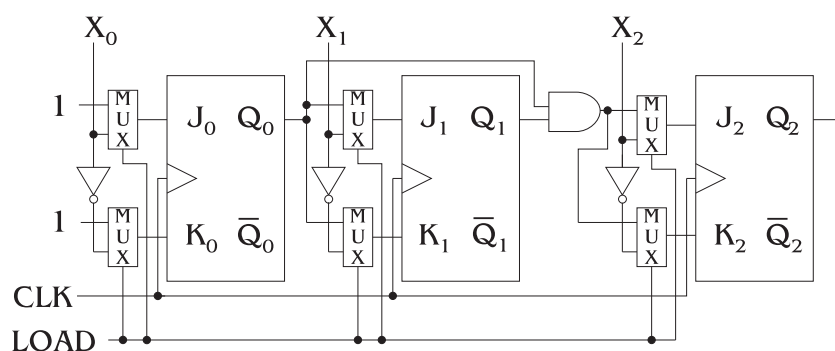 X0 X1 X2
1 MUX J0 Q0 MUX J1 Q1 MUX J2 Q2
1 MUX K0 Q̅0 MUX K1 Q̅1 MUX K2 Q̅2
CLK
LOAD